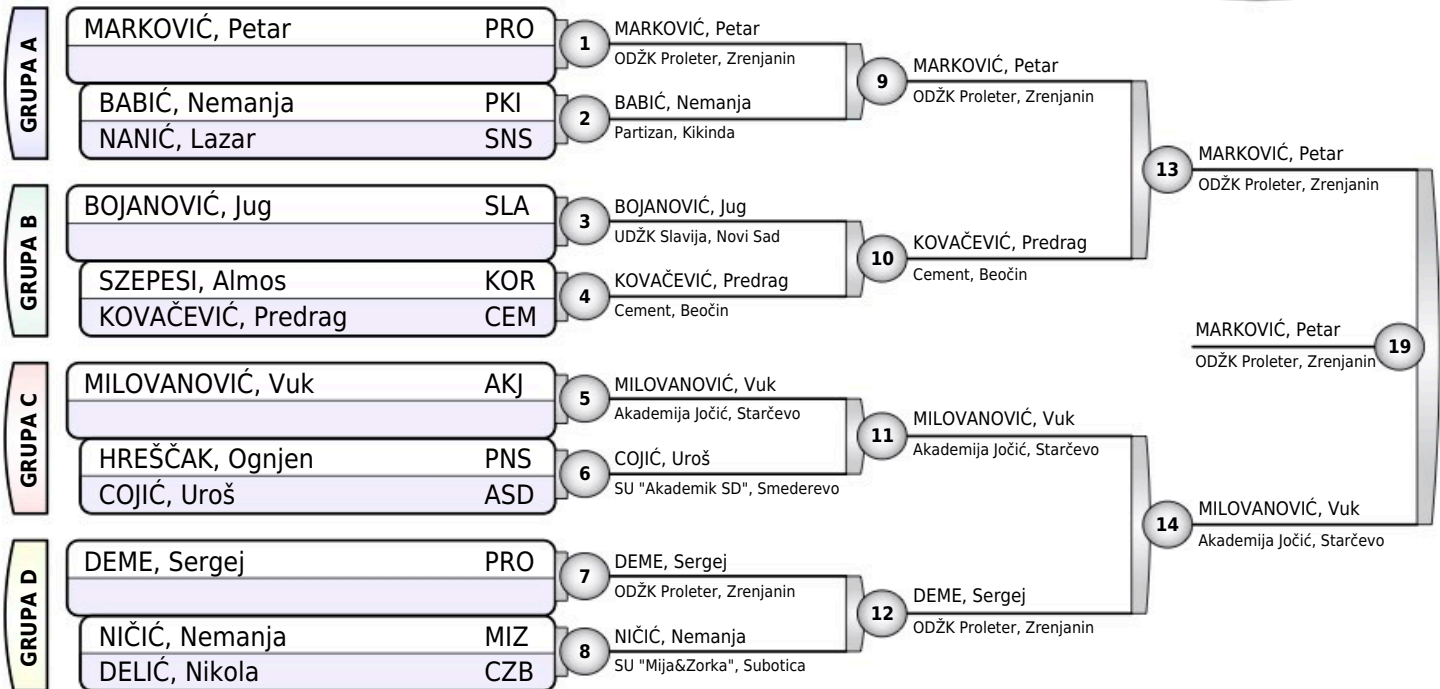 GRUPA A
MARKOVIĆ, Petar PRO
BABIĆ, Nemanja PKI
NANIĆ, Lazar SNS
GRUPA B
BOJANOVIĆ, Jug SLA
SZEPESI, Almos KOR
KOVAČEVIĆ, Predrag CEM
GRUPA C
MILOVANOVIĆ, Vuk AKJ
HREŠČAK, Ognjen PNS
COJIĆ, Uroš ASD
GRUPA D
DEME, Sergej PRO
NIČIĆ, Nemanja MIZ
DELIĆ, Nikola CZB
1
MARKOVIĆ, Petar
ODŽK Proleter, Zrenjanin
2
BABIĆ, Nemanja
Partizan, Kikinda
3
BOJANOVIĆ, Jug
UDŽK Slavija, Novi Sad
4
KOVAČEVIĆ, Predrag
Cement, Beočin
5
MILOVANOVIĆ, Vuk
Akademija Jočić, Starčevo
6
COJIĆ, Uroš
SU "Akademik SD", Smederevo
7
DEME, Sergej
ODŽK Proleter, Zrenjanin
8
NIČIĆ, Nemanja
SU "Mija&Zorka", Subotica
9
MARKOVIĆ, Petar
ODŽK Proleter, Zrenjanin
10
KOVAČEVIĆ, Predrag
Cement, Beočin
11
MILOVANOVIĆ, Vuk
Akademija Jočić, Starčevo
12
DEME, Sergej
ODŽK Proleter, Zrenjanin
13
MARKOVIĆ, Petar
ODŽK Proleter, Zrenjanin
14
MILOVANOVIĆ, Vuk
Akademija Jočić, Starčevo
MARKOVIĆ, Petar
ODŽK Proleter, Zrenjanin
19